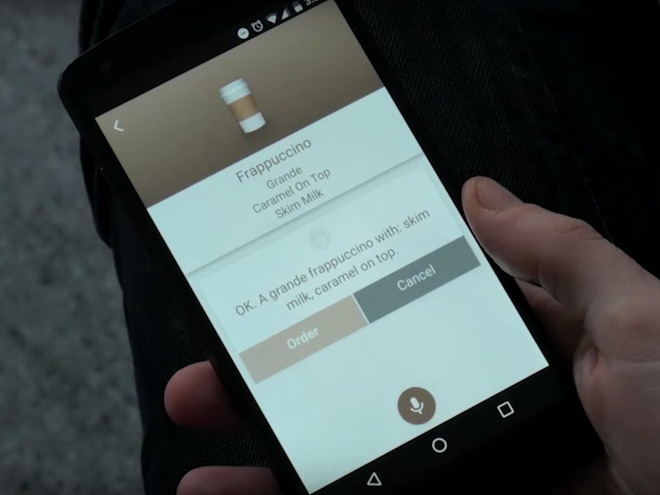 Frappuccino
Grande
Caramel On Top
Skim Milk
OK. A grande frappuccino with: skim
milk, caramel on top.
Order
Cancel